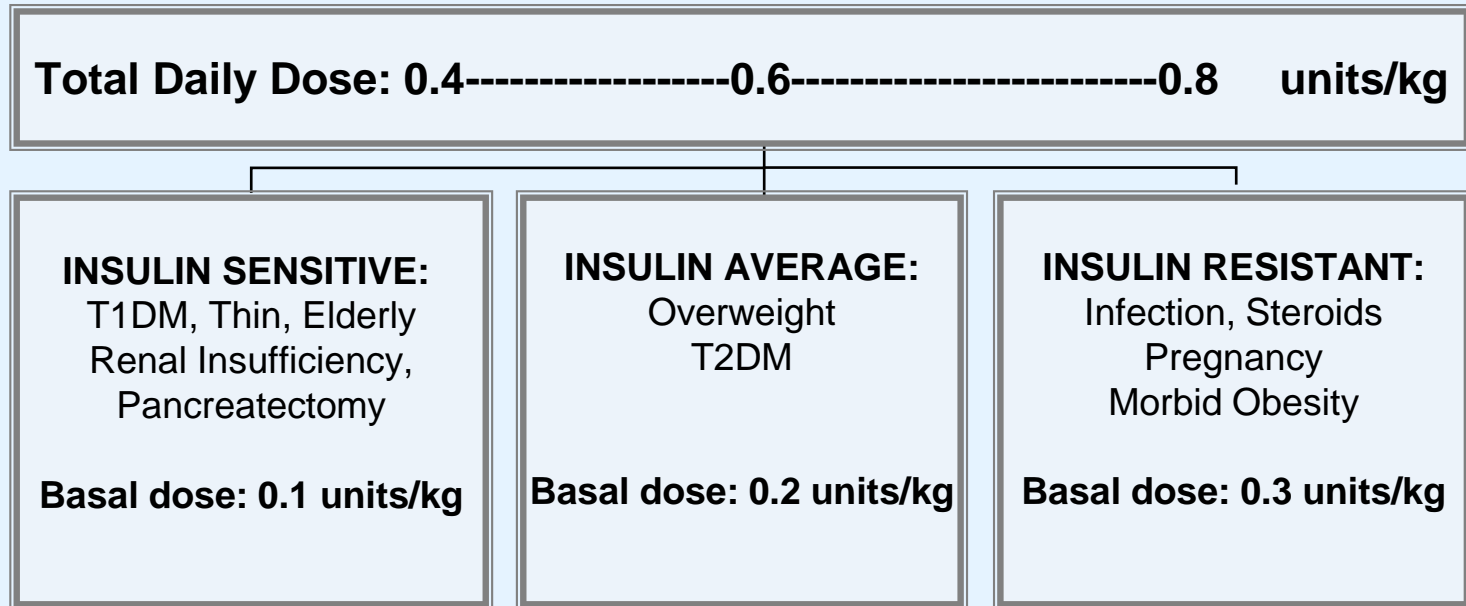 Total Daily Dose: 0.4------------------0.6-------------------------0.8 units/kg
INSULIN SENSITIVE:
T1DM, Thin, Elderly
Renal Insufficiency,
Pancreatectomy
Basal dose: 0.1 units/kg
INSULIN AVERAGE:
Overweight
T2DM
Basal dose: 0.2 units/kg
INSULIN RESISTANT:
Infection, Steroids
Pregnancy
Morbid Obesity
Basal dose: 0.3 units/kg